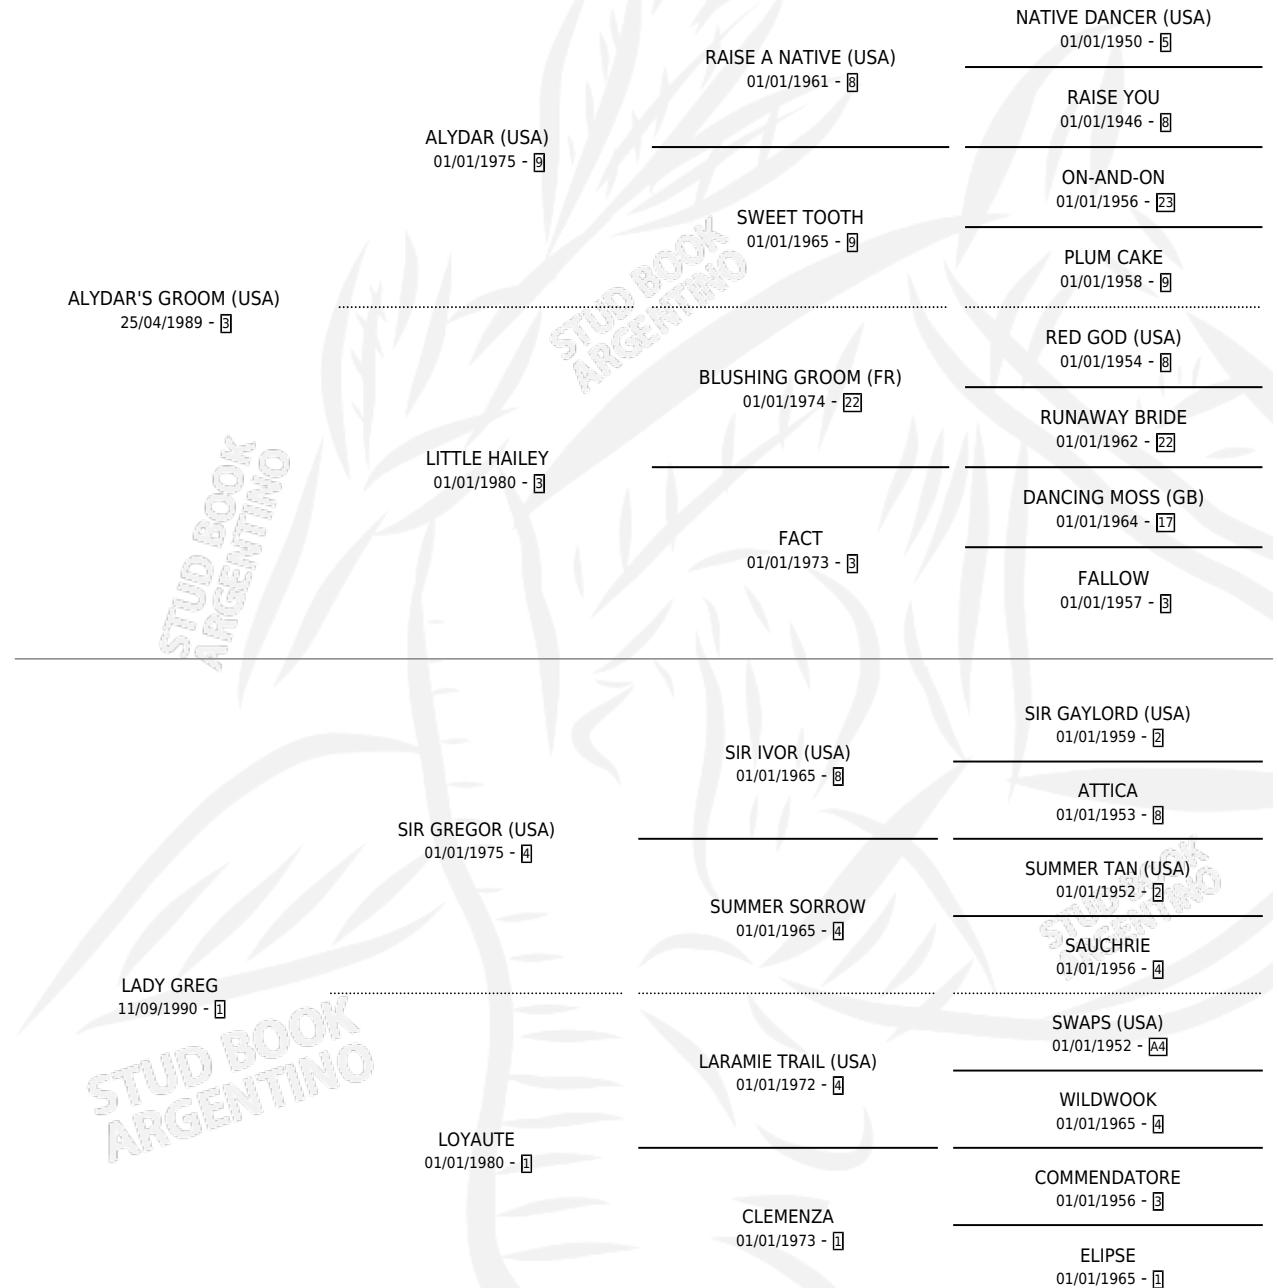 NATIVE DANCER (USA)
01/01/1950 - 5
RAISE A NATIVE (USA)
01/01/1961 - 8
RAISE YOU
01/01/1946 - 8
ALYDAR (USA)
01/01/1975 - 9
ON-AND-ON
01/01/1956 - 23
SWEET TOOTH
01/01/1965 - 9
PLUM CAKE
01/01/1958 - 9
ALYDAR'S GROOM (USA)
25/04/1989 - 3
RED GOD (USA)
01/01/1954 - 8
BLUSHING GROOM (FR)
01/01/1974 - 22
RUNAWAY BRIDE
01/01/1962 - 22
LITTLE HAILEY
01/01/1980 - 3
DANCING MOSS (GB)
01/01/1964 - 17
FACT
01/01/1973 - 3
FALLOW
01/01/1957 - 3
STUD BOOK
ARGENTINO
STUD BOOK
ARGENTINO
SIR GAYLORD (USA)
01/01/1959 - 2
SIR IVOR (USA)
01/01/1965 - 8
ATTICA
01/01/1953 - 8
SIR GREGOR (USA)
01/01/1975 - 4
SUMMER TAN (USA)
01/01/1952 - 2
SUMMER SORROW
01/01/1965 - 4
SAUCHRIE
01/01/1956 - 4
STUD BOOK
ARGENTINO
LADY GREG
11/09/1990 - 1
SWAPS (USA)
01/01/1952 - A4
LARAMIE TRAIL (USA)
01/01/1972 - 4
WILDWOOK
01/01/1965 - 4
LOYAUTE
01/01/1980 - 1
COMMENDATORE
01/01/1956 - 3
CLEMENZA
01/01/1973 - 1
ELIPSE
01/01/1965 - 1
STUD BOOK
ARGENTINO